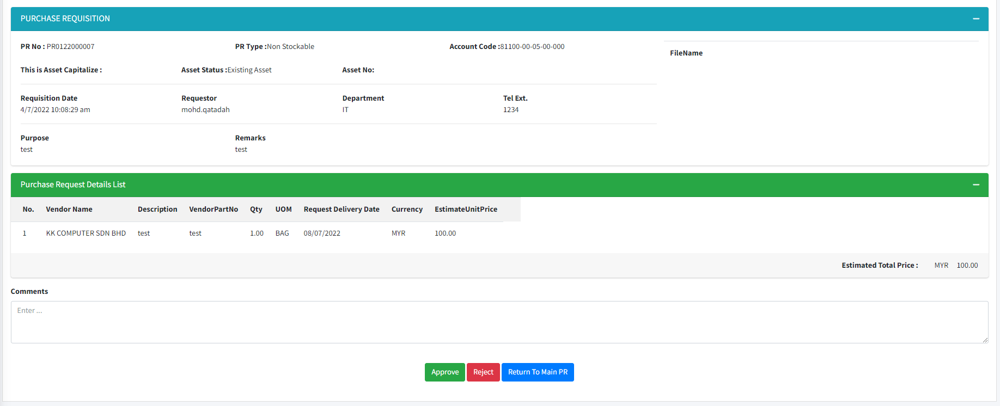 PURCHASE REQUISITION
PR No : PR0122000007 PR Type :Non Stockable Account Code :81100-00-05-00-000
FileName
This is Asset Capitalize : Asset Status :Existing Asset Asset No:
Requisition Date Requestor Department Tel Ext.
4/7/2022 10:08:29 am mohd.qatadah IT 1234
Purpose Remarks
test test
Purchase Request Details List
No. Vendor Name Description VendorPartNo Qty UOM Request Delivery Date Currency EstimateUnitPrice
1 KK COMPUTER SDN BHD test test 1.00 BAG 08/07/2022 MYR 100.00
Estimated Total Price : MYR 100.00
Comments
Enter ...
Approve Reject Return To Main PR